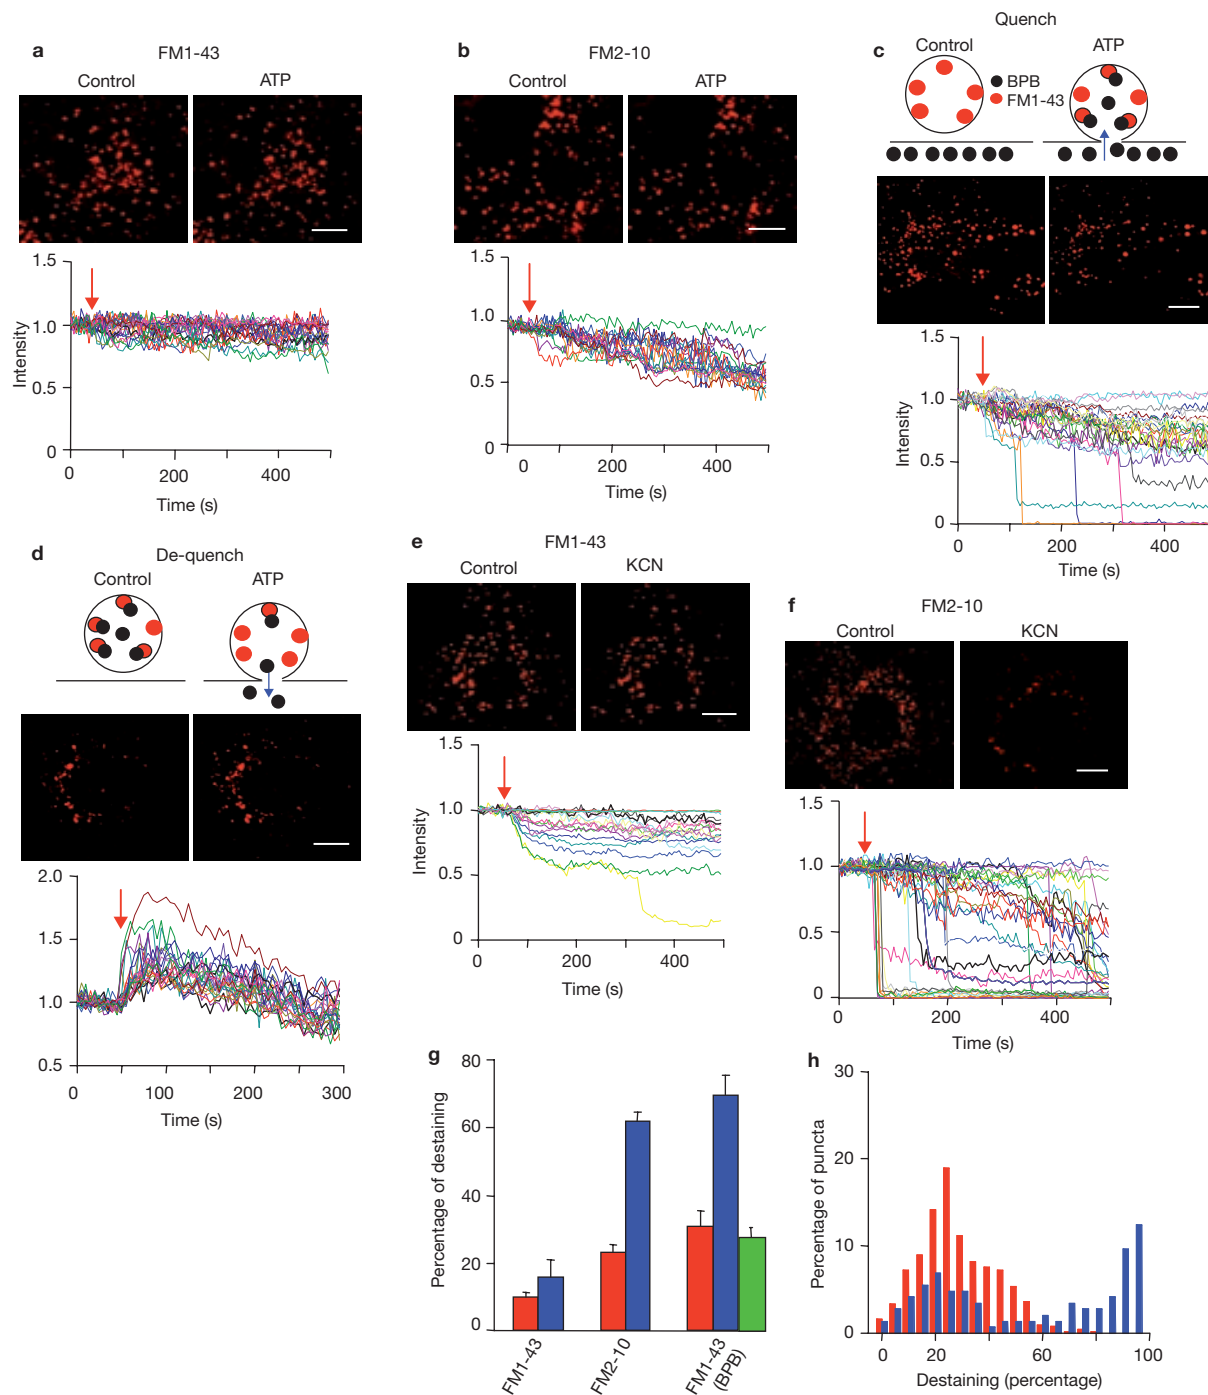 a
FM1-43
Control
ATP
1.5
1.0
0.5
0
Intensity
0
200
400
Time (s)
b
FM2-10
Control
ATP
1.5
1.0
0.5
0
Intensity
0
200
400
Time (s)
Quench
c
Control
ATP
BPB
FM1-43
1.5
1.0
0.5
0
Intensity
0
200
400
Time (s)
d
De-quench
Control
ATP
2.0
1.5
1.0
0.5
0
100
200
300
Time (s)
e
FM1-43
Control
KCN
1.5
1.0
0.5
0
Intensity
0
200
400
Time (s)
f
FM2-10
Control
KCN
1.5
1.0
0.5
0
0
200
400
Time (s)
g
80
60
40
20
0
Percentage of destaining
FM1-43
FM2-10
FM1-43
(BPB)
h
30
20
10
0
Percentage of puncta
0
20
60
100
Destaining (percentage)